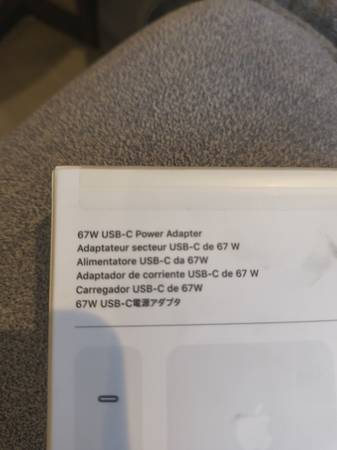 67W USB-C Power Adapter
Adaptateur secteur USB-C de 67 W
Alimentatore USB-C da 67W
Adaptador de corriente USB-C de 67 W
Carregador USB-C de 67W
67W USB-C電源アダプタ